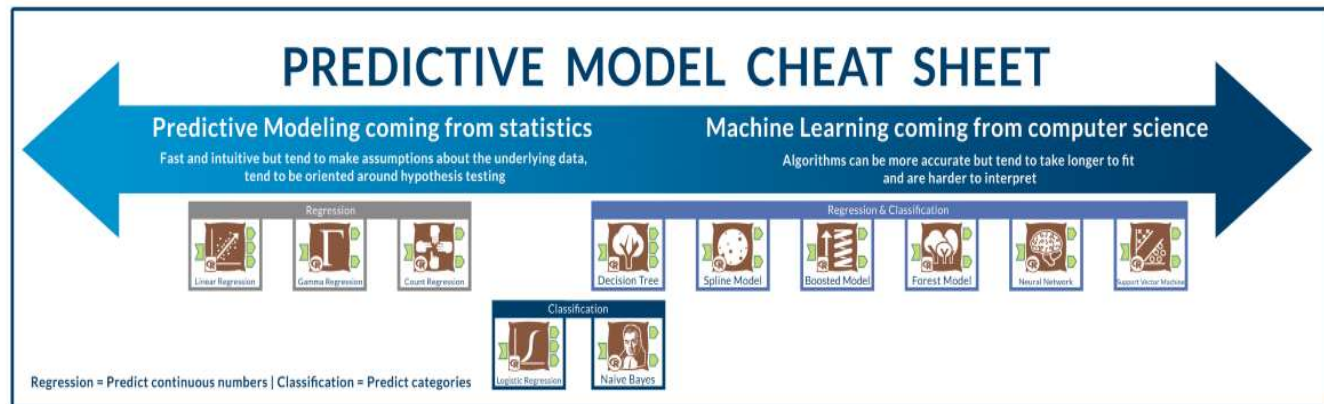 PREDICTIVE MODEL CHEAT SHEET
Predictive Modeling coming from statistics
Fast and intuitive but tend to make assumptions about the underlying data,
tend to be oriented around hypothesis testing
Machine Learning coming from computer science
Algorithms can be more accurate but tend to take longer to fit
and are harder to interpret
Regression
Linear Regression
Gamma Regression
Count Regression
Regression & Classification
Decision Tree
Spline Model
Boosted Model
Forest Model
Neural Network
Support Vector Machine
Classification
Logistic Regression
Naïve Bayes
Regression = Predict continuous numbers | Classification = Predict categories